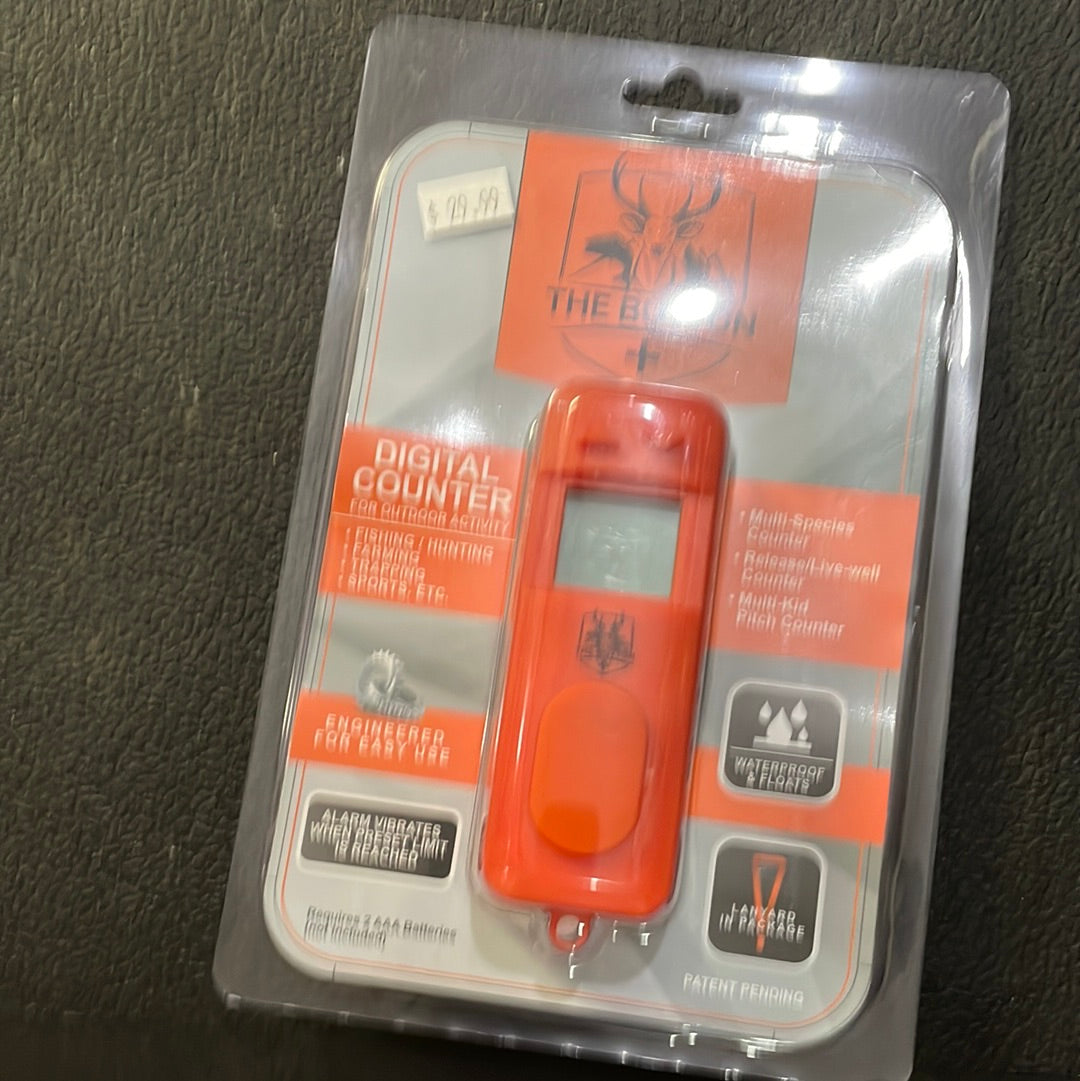 $ 29.99
THE
DIGITAL
COUNTER
FOR OUTDOOR ACTIVITY
FISHING / HUNTING
FARMING
TRAPPING
SPORTS, ETC.
Multi-Species
Counter
Release/Live-well
Counter
Multi-Kid
Pitch Counter
ENGINEERED
FOR EASY USE
WATERPROOF
& FLOATS
ALARM VIBRATES
WHEN PRESET LIMIT
IS REACHED
LANYARD
IN PACKAGE
Requires 2 AAA Batteries
(not included)
PATENT PENDING